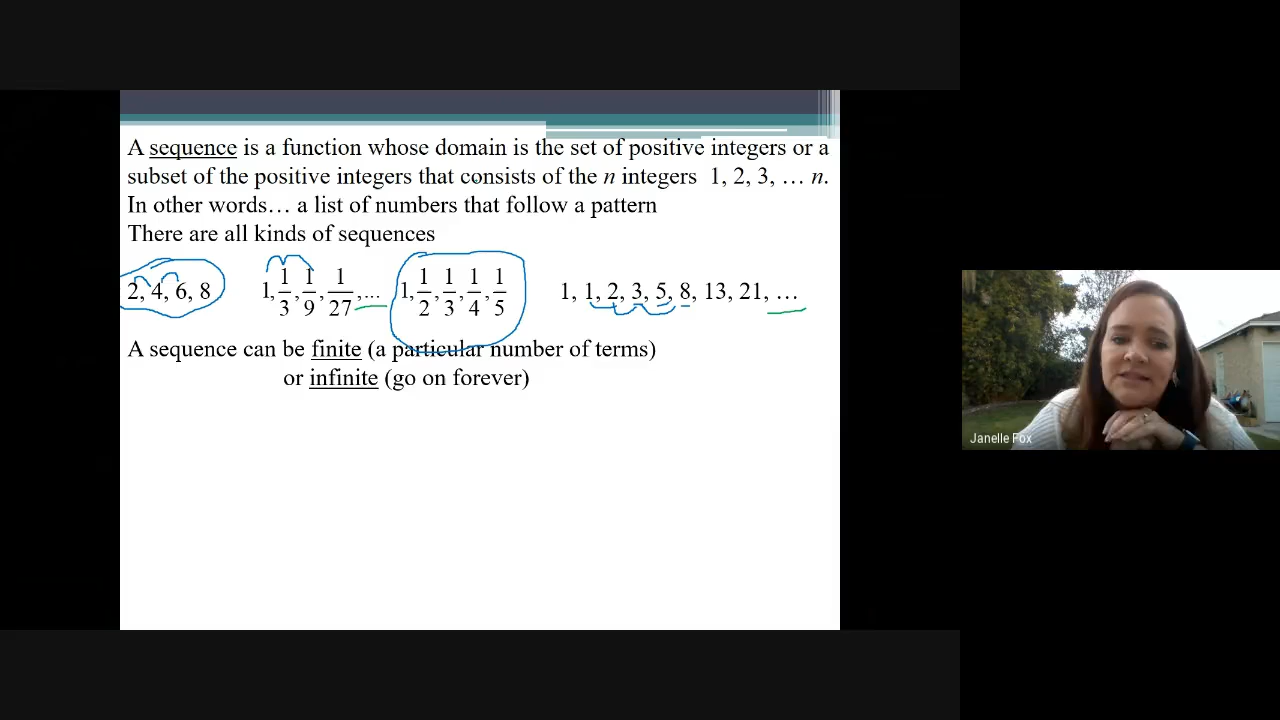 A sequence is a function whose domain is the set of positive integers or a
subset of the positive integers that consists of the n integers 1, 2, 3, … n.
In other words… a list of numbers that follow a pattern
There are all kinds of sequences
2, 4, 6, 8 1, 1/3, 1/9, 1/27, ... 1, 1/2, 1/3, 1/4, 1/5 1, 1, 2, 3, 5, 8, 13, 21, …
A sequence can be finite (a particular number of terms)
or infinite (go on forever)
Janelle Fox